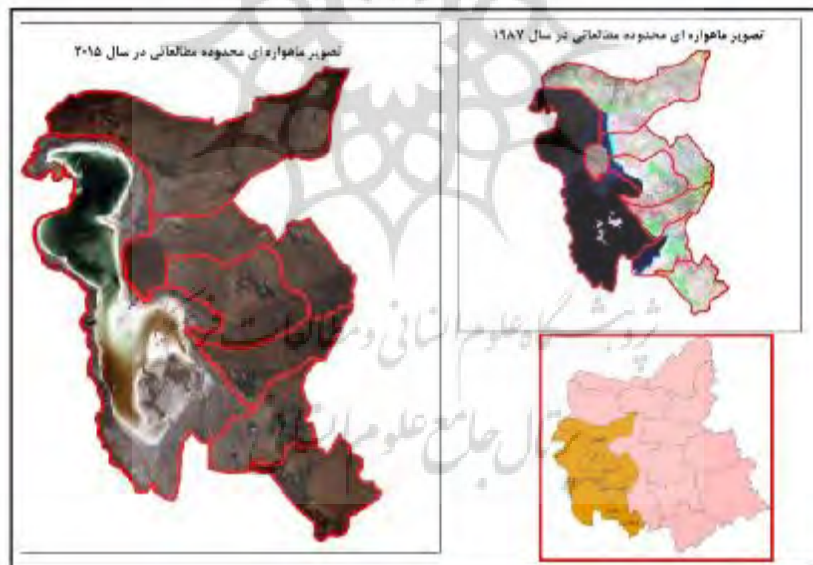 تصویر ماهواره ای محدوده مطالعاتی در سال ۱۹۸۷
تصویر ماهواره ای محدوده مطالعاتی در سال ۲۰۱۵
پژوهشگاه علوم انسانی و مطالعات فرهنگی
پرتال جامع علوم انسانی